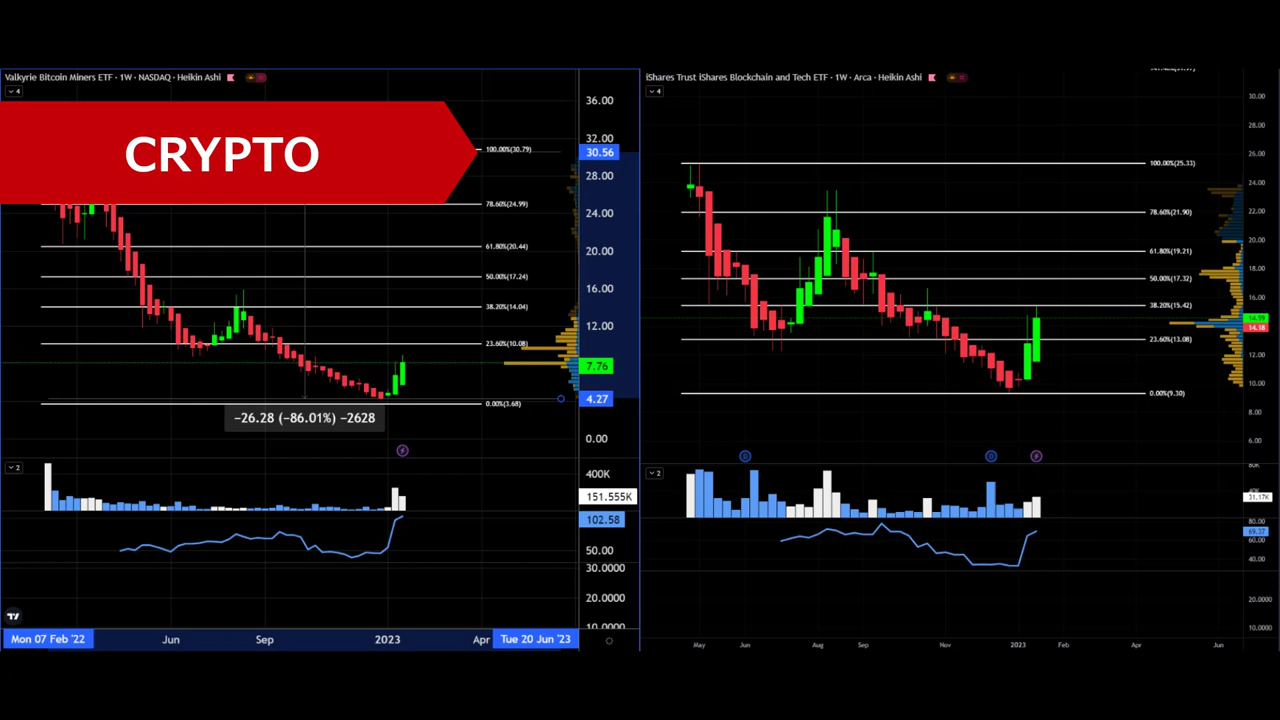 Valkyrie Bitcoin Miners ETF · 1W · NASDAQ · Heikin Ashi
4
CRYPTO
100.00%(30.79)
78.60%(24.99)
61.80%(20.44)
50.00%(17.24)
38.20%(14.04)
23.60%(10.08)
0.00%(3.68)
−26.28 (−86.01%) −2628
36.00
32.00
30.56
28.00
24.00
20.00
16.00
12.00
7.76
4.27
0.00
2
400K
151.555K
102.58
50.00
30.0000
20.0000
10.0000
Mon 07 Feb '22
Jun
Sep
2023
Apr
Tue 20 Jun '23
iShares Trust iShares Blockchain and Tech ETF · 1W · Arca · Heikin Ashi
4
100.00%(25.33)
78.60%(21.90)
61.80%(19.21)
50.00%(17.32)
38.20%(15.42)
23.60%(13.08)
0.00%(9.30)
30.00
28.00
26.00
24.00
22.00
20.00
18.00
16.00
14.59
14.18
12.00
10.00
8.00
6.00
D
D
2
80K
31.17K
80.00
69.37
60.00
40.00
20.0000
10.0000
May
Jun
Aug
Sep
Nov
2023
Feb
Apr
Jun